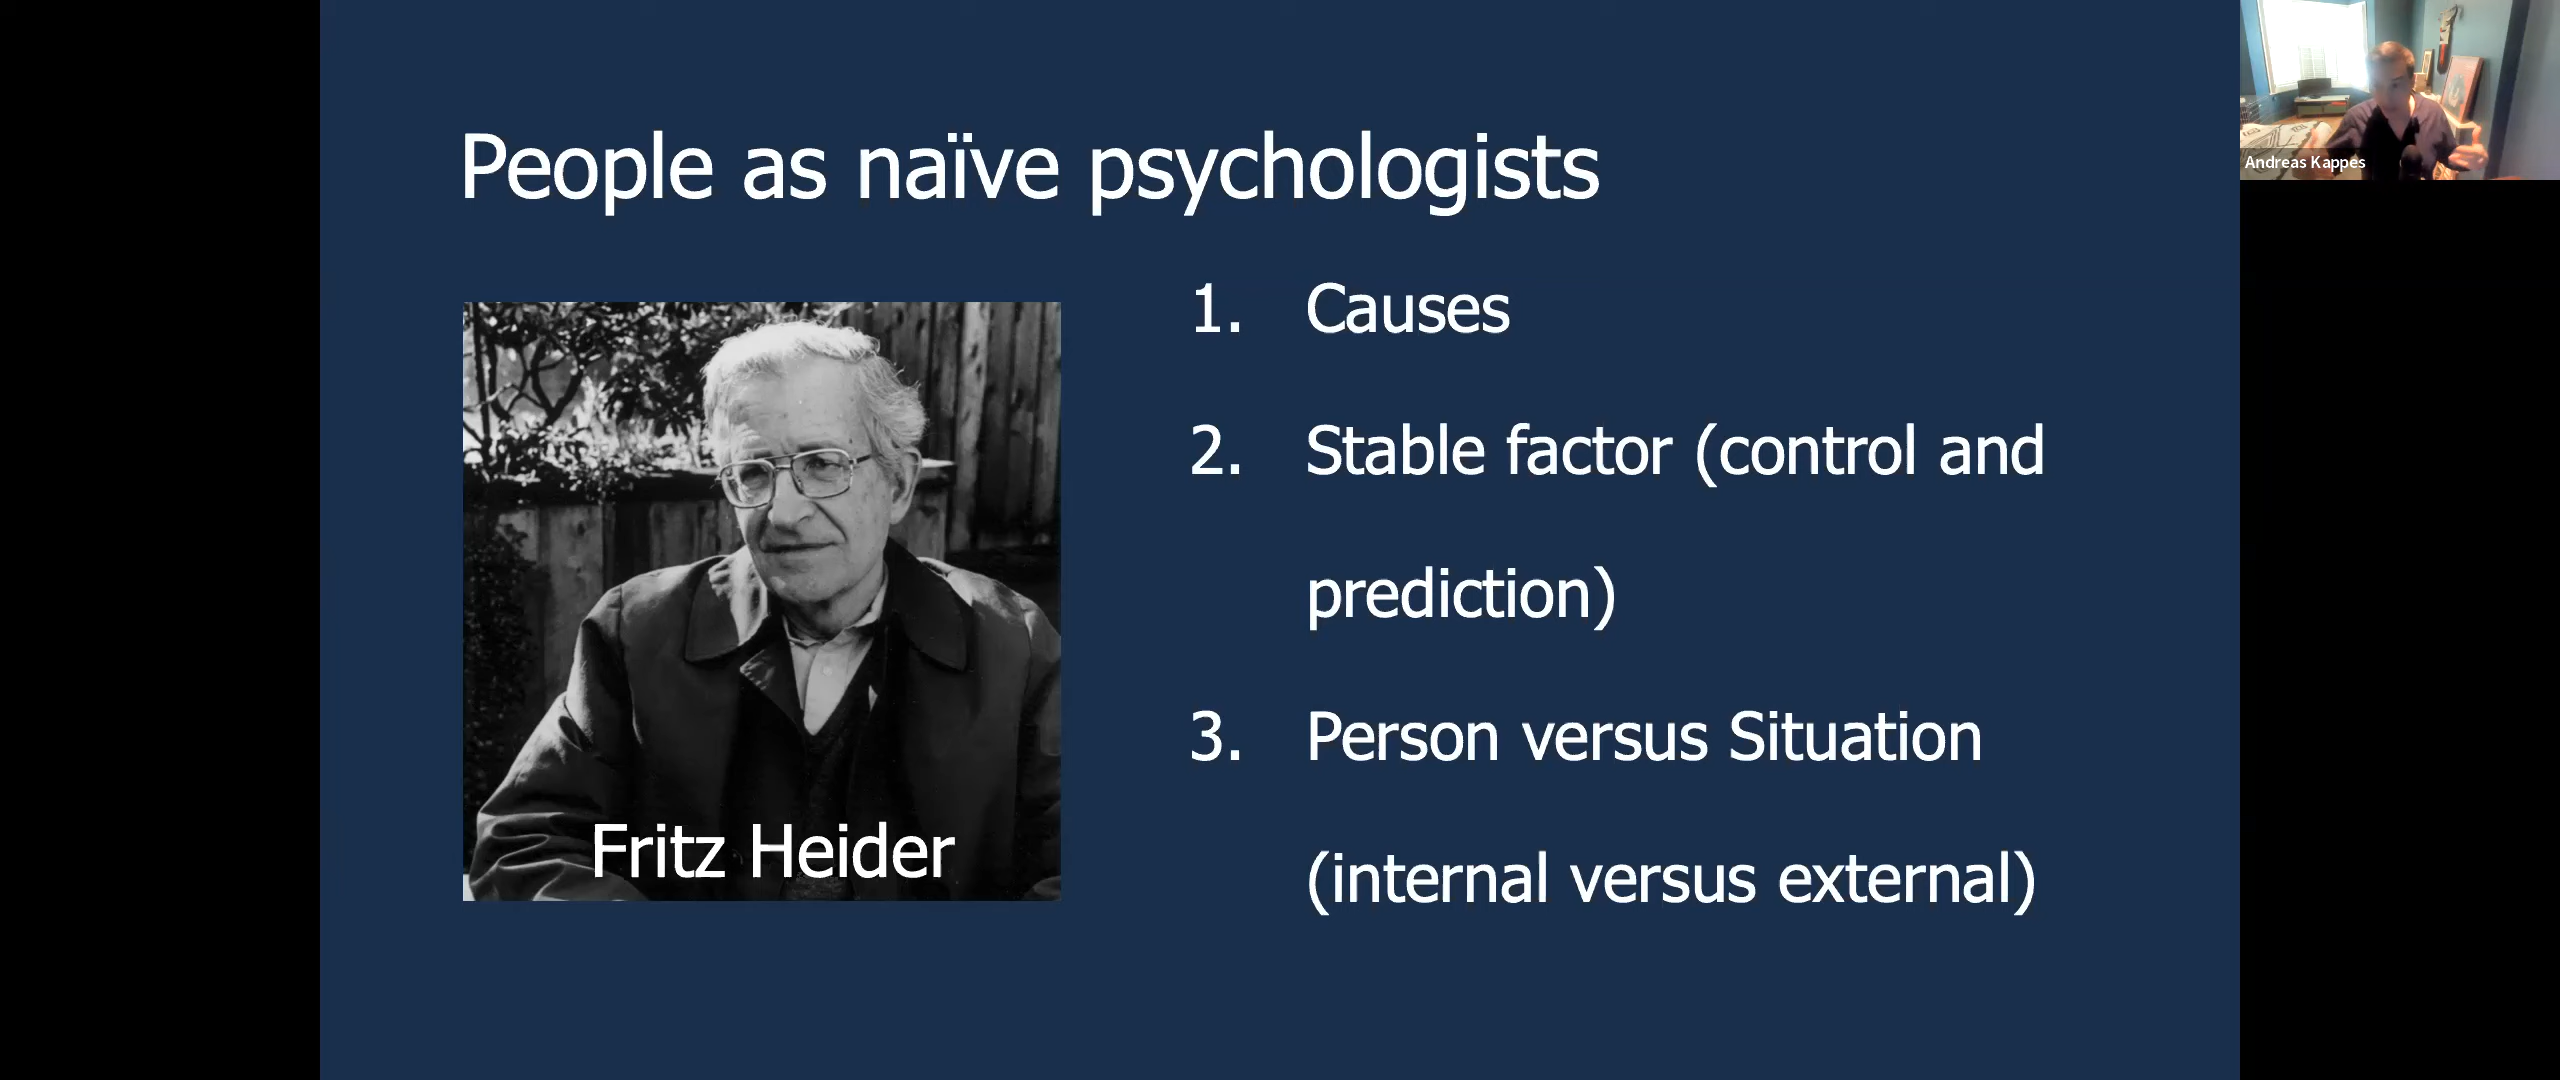 People as naïve psychologists
Fritz Heider
1. Causes
2. Stable factor (control and
prediction)
3. Person versus Situation
(internal versus external)
Andreas Kappes